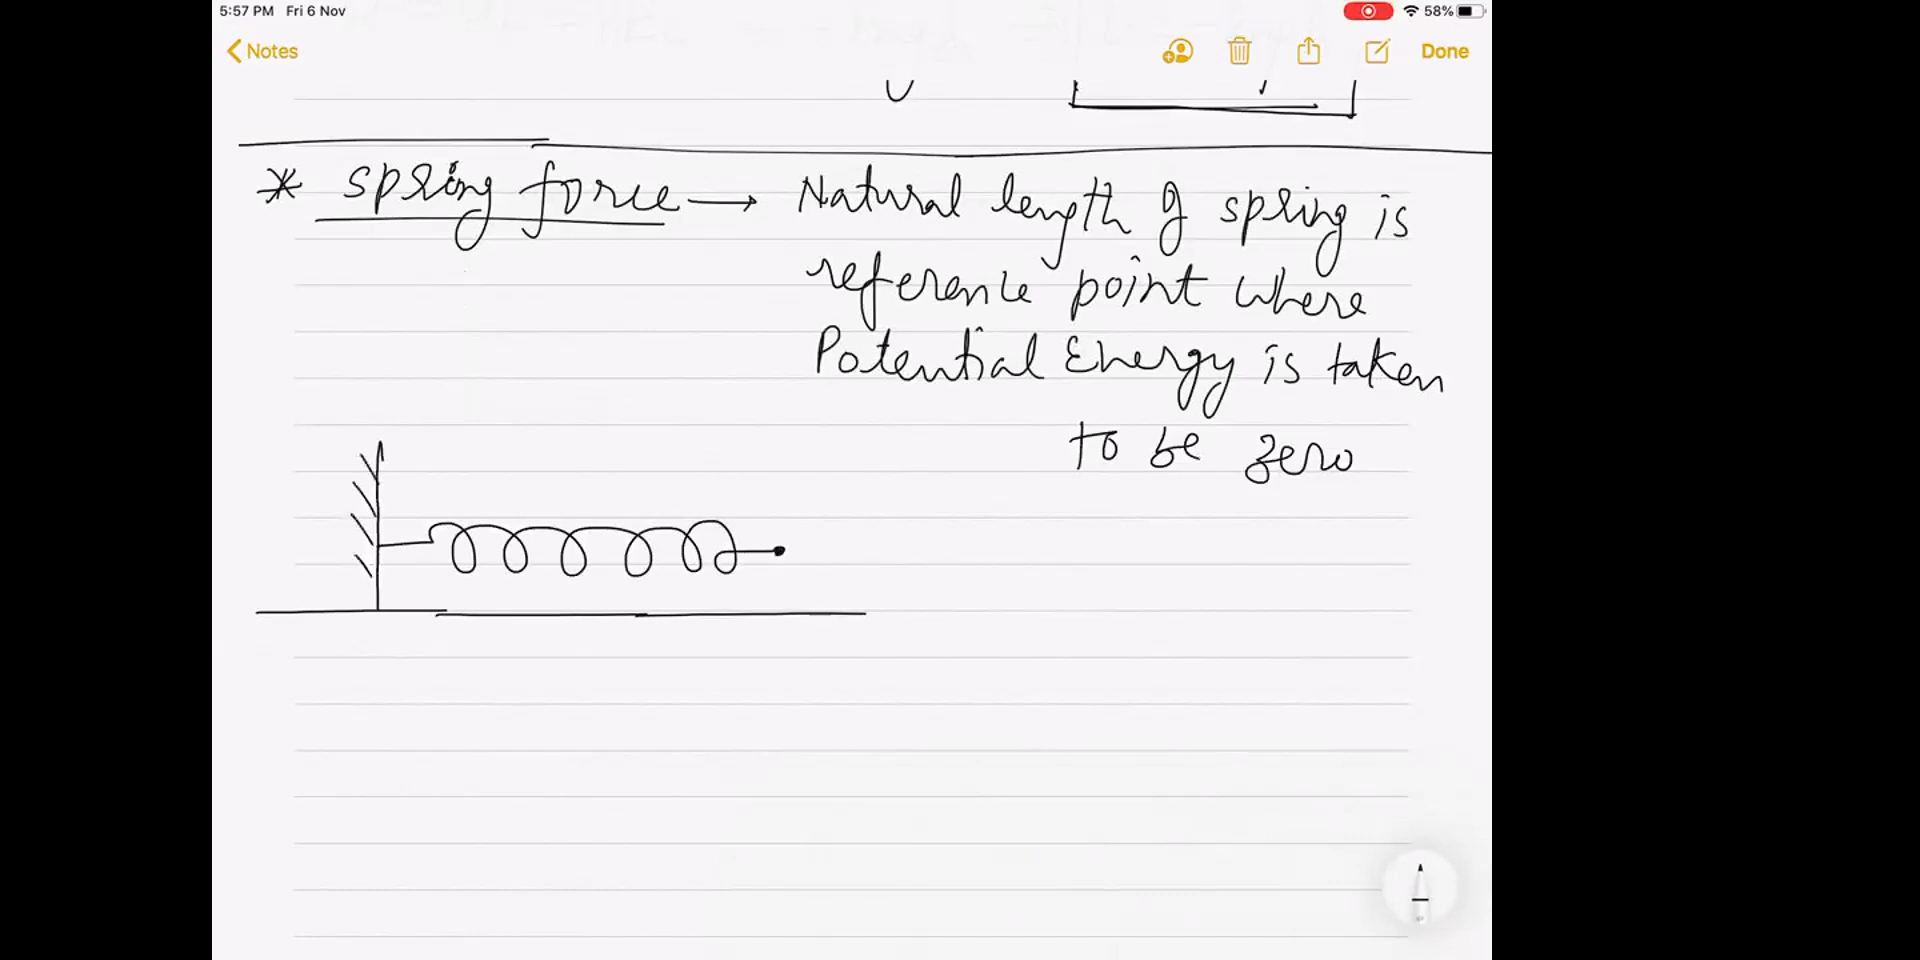 5:57 PM Fri 6 Nov 58%
Notes Done
* spring force → Natural length of spring is
reference point where
Potential Energy is taken
to be zero